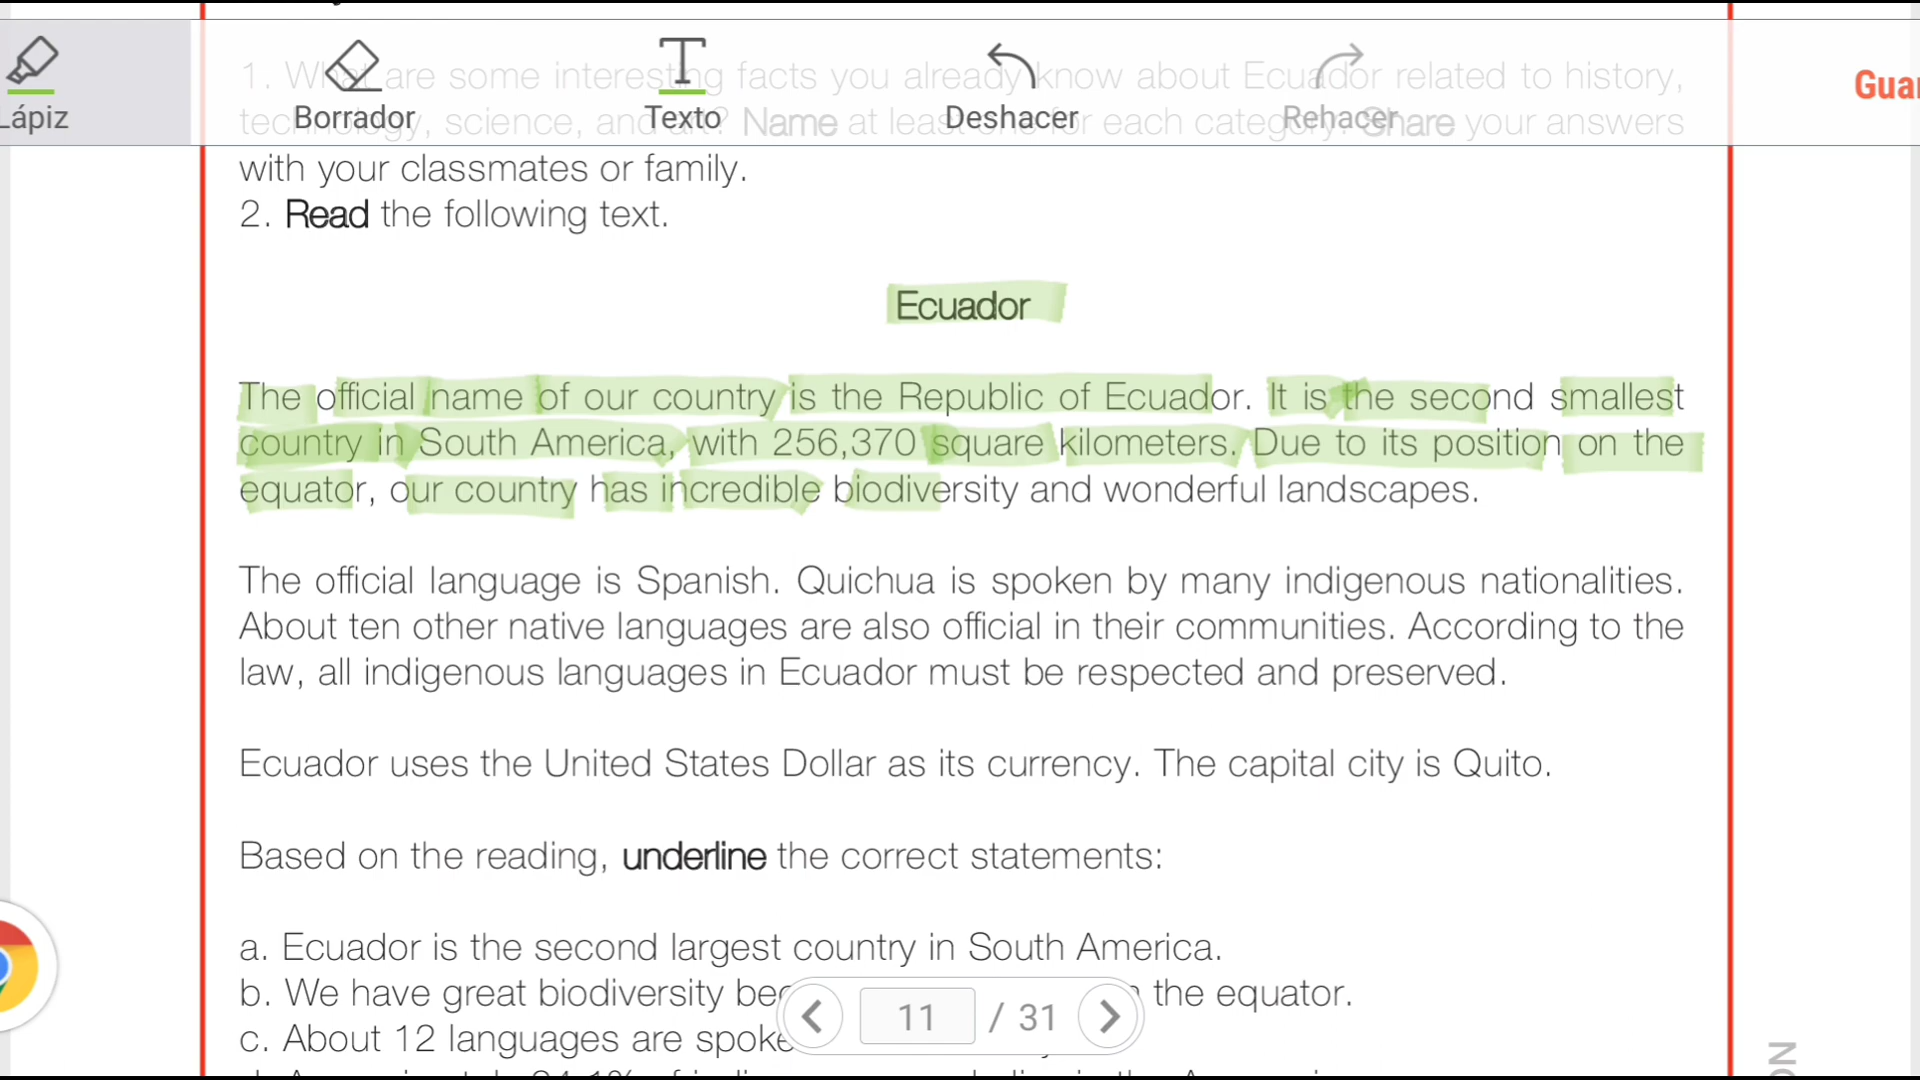 Lápiz
Borrador
Texto
Deshacer
Rehacer
Guar
1. What are some interesting facts you already know about Ecuador related to history,
technology, science, and art? Name at least one for each category. Share your answers
with your classmates or family.
2. Read the following text.
Ecuador
The official name of our country is the Republic of Ecuador. It is the second smallest
country in South America, with 256,370 square kilometers. Due to its position on the
equator, our country has incredible biodiversity and wonderful landscapes.
The official language is Spanish. Quichua is spoken by many indigenous nationalities.
About ten other native languages are also official in their communities. According to the
law, all indigenous languages in Ecuador must be respected and preserved.
Ecuador uses the United States Dollar as its currency. The capital city is Quito.
Based on the reading, underline the correct statements:
a. Ecuador is the second largest country in South America.
b. We have great biodiversity the equator.
c. About 12 languages are
11 / 31